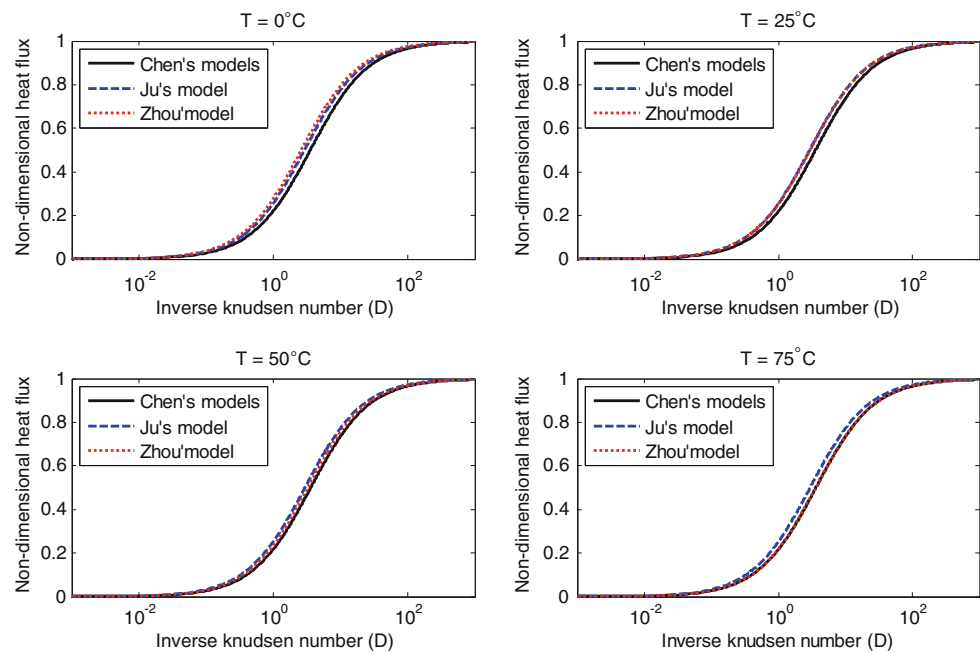 T = 0°C
Non-dimensional heat flux
1
0.8
0.6
0.4
0.2
0
Chen's models
Ju's model
Zhou'model
10^-2
10^0
10^2
Inverse knudsen number (D)
T = 25°C
Non-dimensional heat flux
1
0.8
0.6
0.4
0.2
0
Chen's models
Ju's model
Zhou'model
10^-2
10^0
10^2
Inverse knudsen number (D)
T = 50°C
Non-dimensional heat flux
1
0.8
0.6
0.4
0.2
0
Chen's models
Ju's model
Zhou'model
10^-2
10^0
10^2
Inverse knudsen number (D)
T = 75°C
Non-dimensional heat flux
1
0.8
0.6
0.4
0.2
0
Chen's models
Ju's model
Zhou'model
10^-2
10^0
10^2
Inverse knudsen number (D)